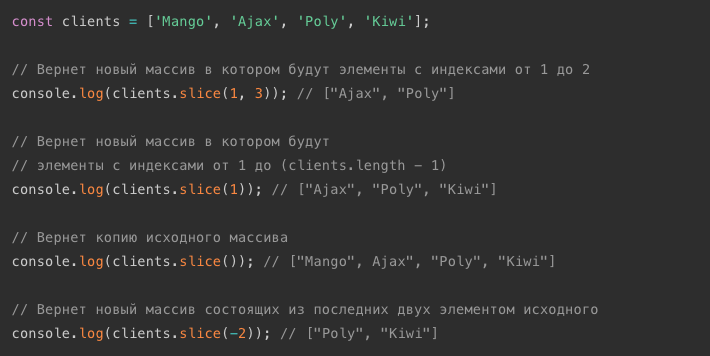 const clients = ['Mango', 'Ajax', 'Poly', 'Kiwi'];
// Вернет новый массив в котором будут элементы с индексами от 1 до 2
console.log(clients.slice(1, 3)); // ["Ajax", "Poly"]
// Вернет новый массив в котором будут
// элементы с индексами от 1 до (clients.length - 1)
console.log(clients.slice(1)); // ["Ajax", "Poly", "Kiwi"]
// Вернет копию исходного массива
console.log(clients.slice()); // ["Mango", Ajax", "Poly", "Kiwi"]
// Вернет новый массив состоящих из последних двух элементом исходного
console.log(clients.slice(-2)); // ["Poly", "Kiwi"]